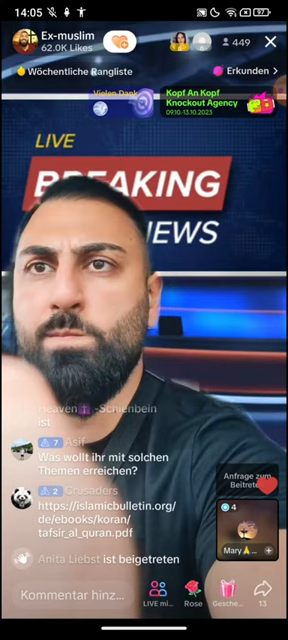 14:05
97
Ex-muslim
62.0K Likes
449
Wöchentliche Rangliste
Erkunden >
Vielen Dank
Kopf An Kopf
Knockout Agency
09.10.-13.10.2023
LIVE
BREAKING
NEWS
Heaven✝️-Schienbein
ist
7 Asif
Was wollt ihr mit solchen
Themen erreichen?
2 Crusaders
https://islamicbulletin.org/
de/ebooks/koran/
tafsir_al_quran.pdf
Anita Liebst ist beigetreten
Anfrage zum
Beitreten
4
Mary🙏... +
Kommentar hinz...
LIVE mi...
Rose
Gesche...
13